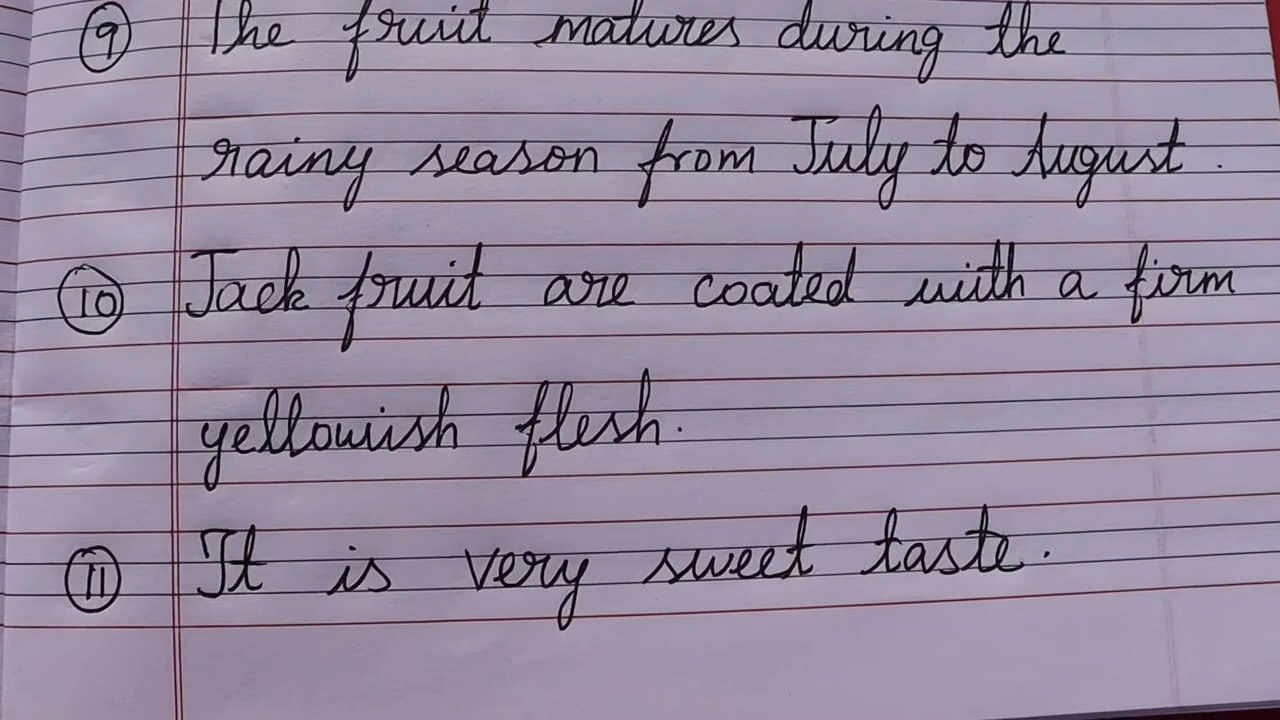 9 The fruit matures during the
rainy season from July to August.
10 Jack fruit are coated with a firm
yellowish flesh.
11 It is very sweet taste.